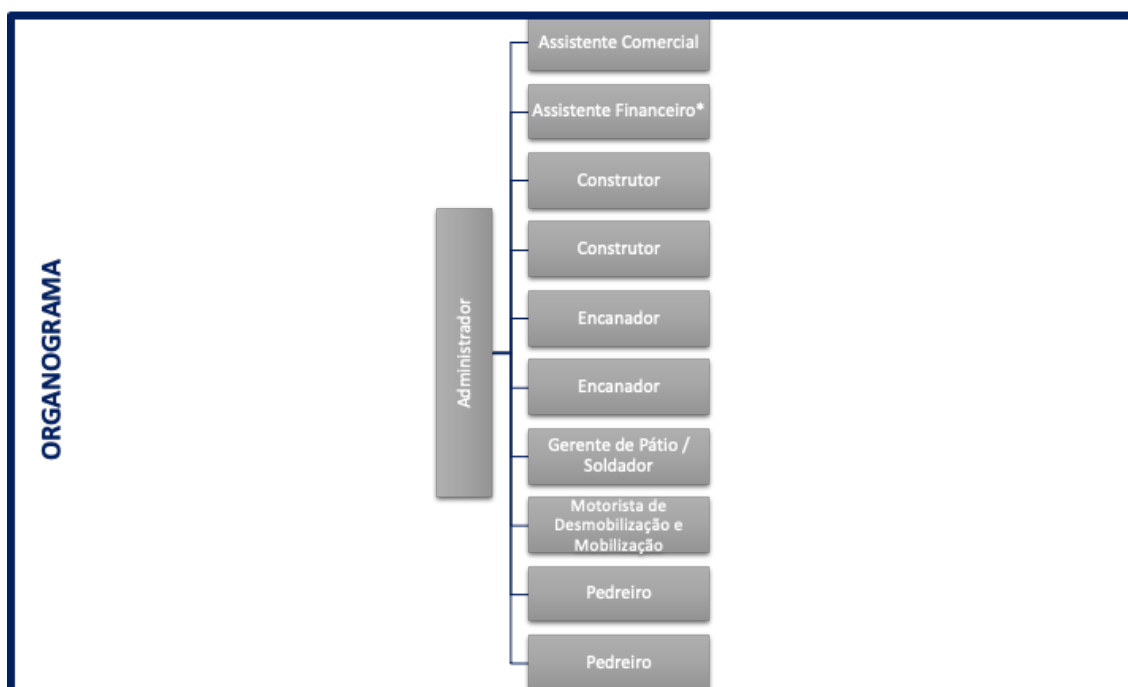 ORGANOGRAMA
Administrador
Assistente Comercial
Assistente Financeiro*
Construtor
Construtor
Encanador
Encanador
Gerente de Pátio /
Soldador
Motorista de
Desmobilização e
Mobilização
Pedreiro
Pedreiro